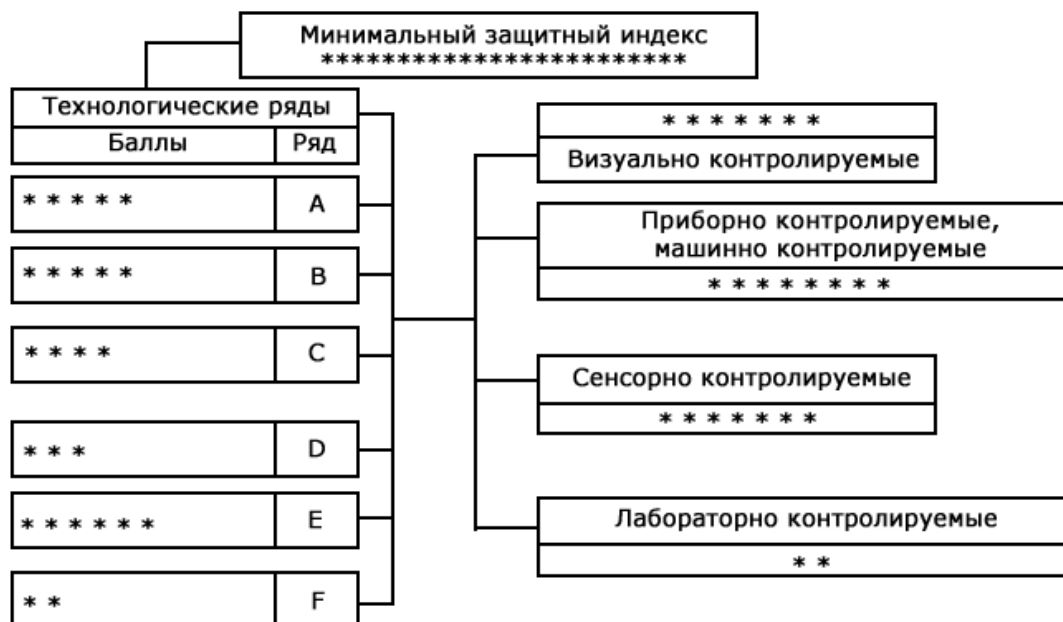 Минимальный защитный индекс
************************
Технологические ряды
Баллы Ряд
* * * * * A
* * * * * B
* * * * C
* * * D
* * * * * * E
* * F
* * * * * * *
Визуально контролируемые
Приборно контролируемые,
машинно контролируемые
* * * * * * * *
Сенсорно контролируемые
* * * * * * *
Лабораторно контролируемые
* *